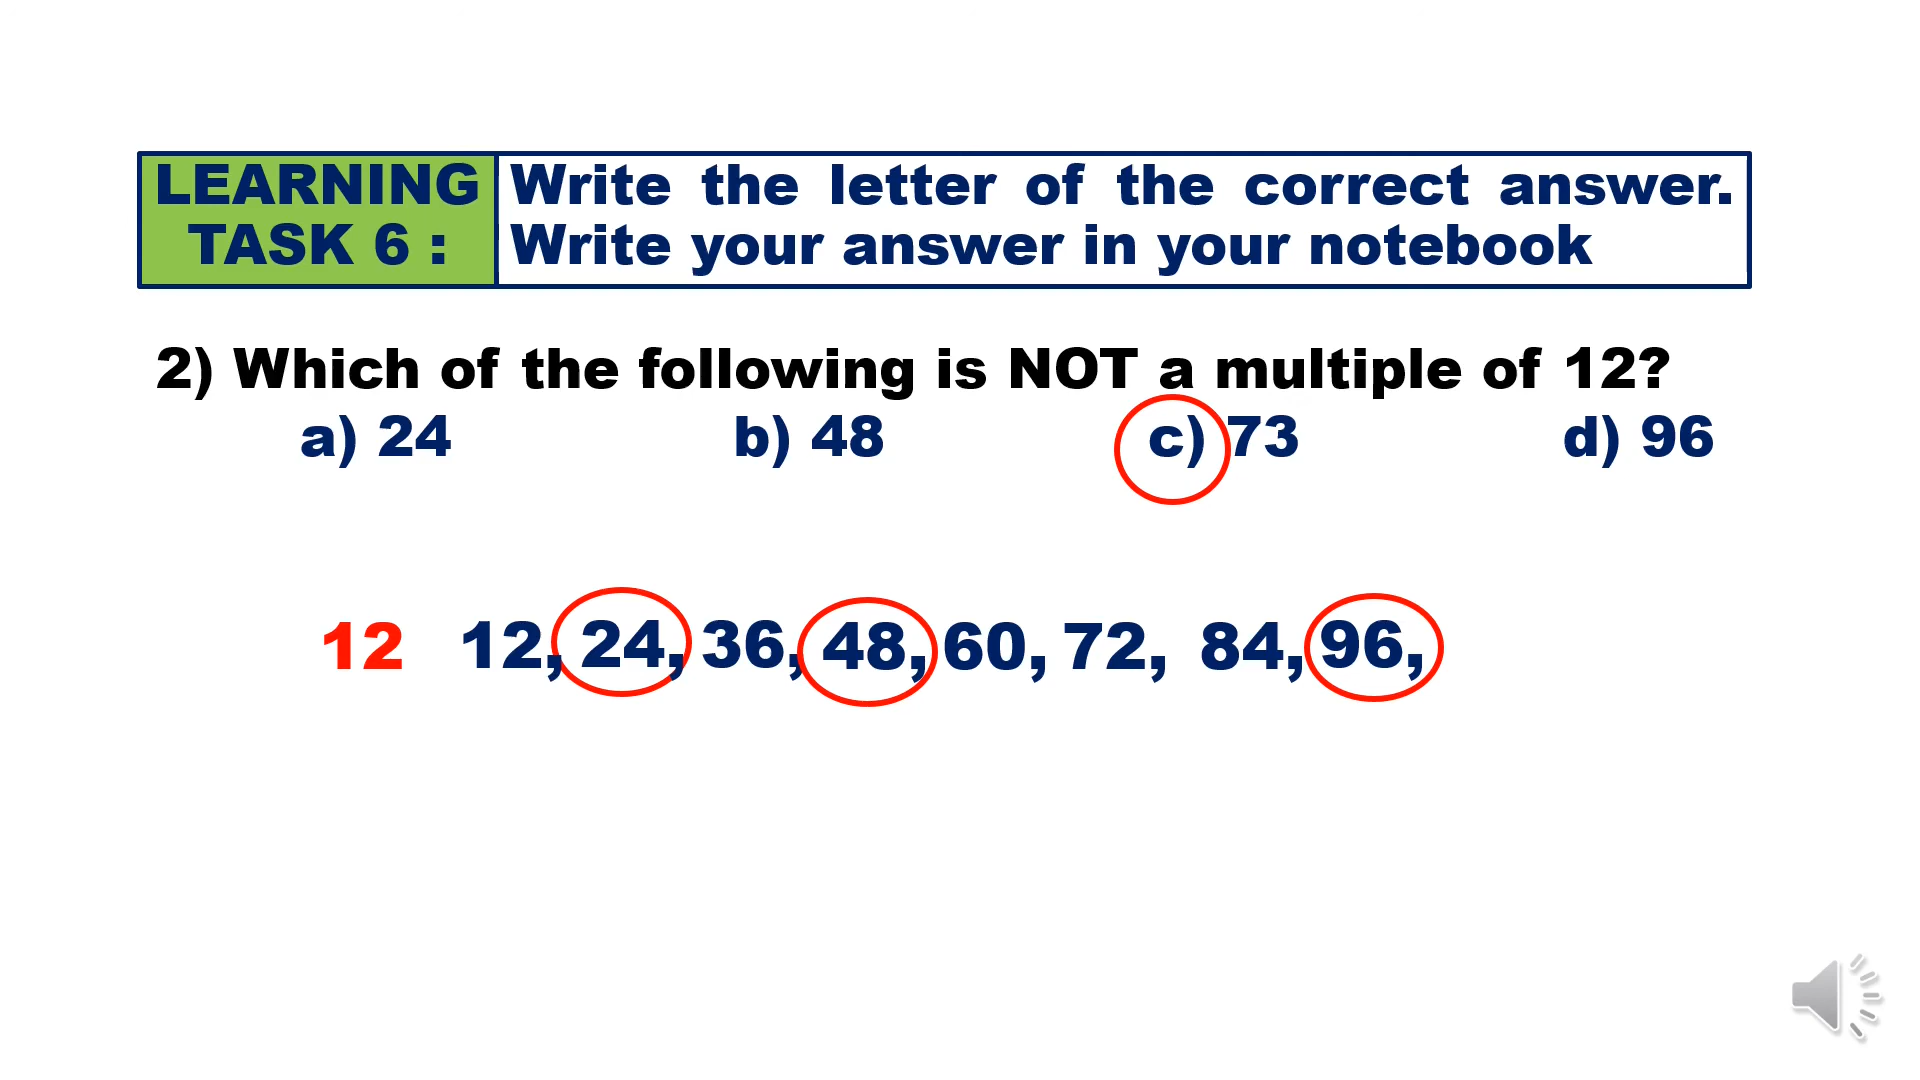 LEARNING TASK 6 :
Write the letter of the correct answer.
Write your answer in your notebook
2) Which of the following is NOT a multiple of 12?
a) 24 b) 48 c) 73 d) 96
12 12, 24, 36, 48, 60, 72, 84, 96,